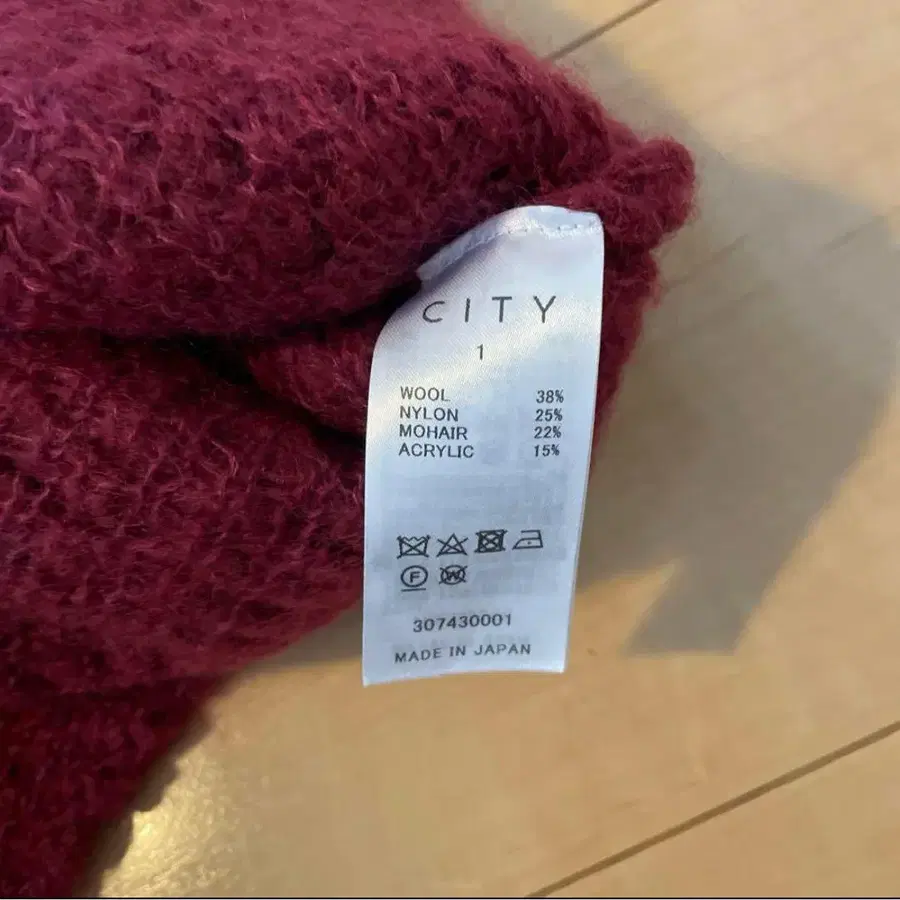 CITY
1
WOOL 38%
NYLON 25%
MOHAIR 22%
ACRYLIC 15%
F W
307430001
MADE IN JAPAN